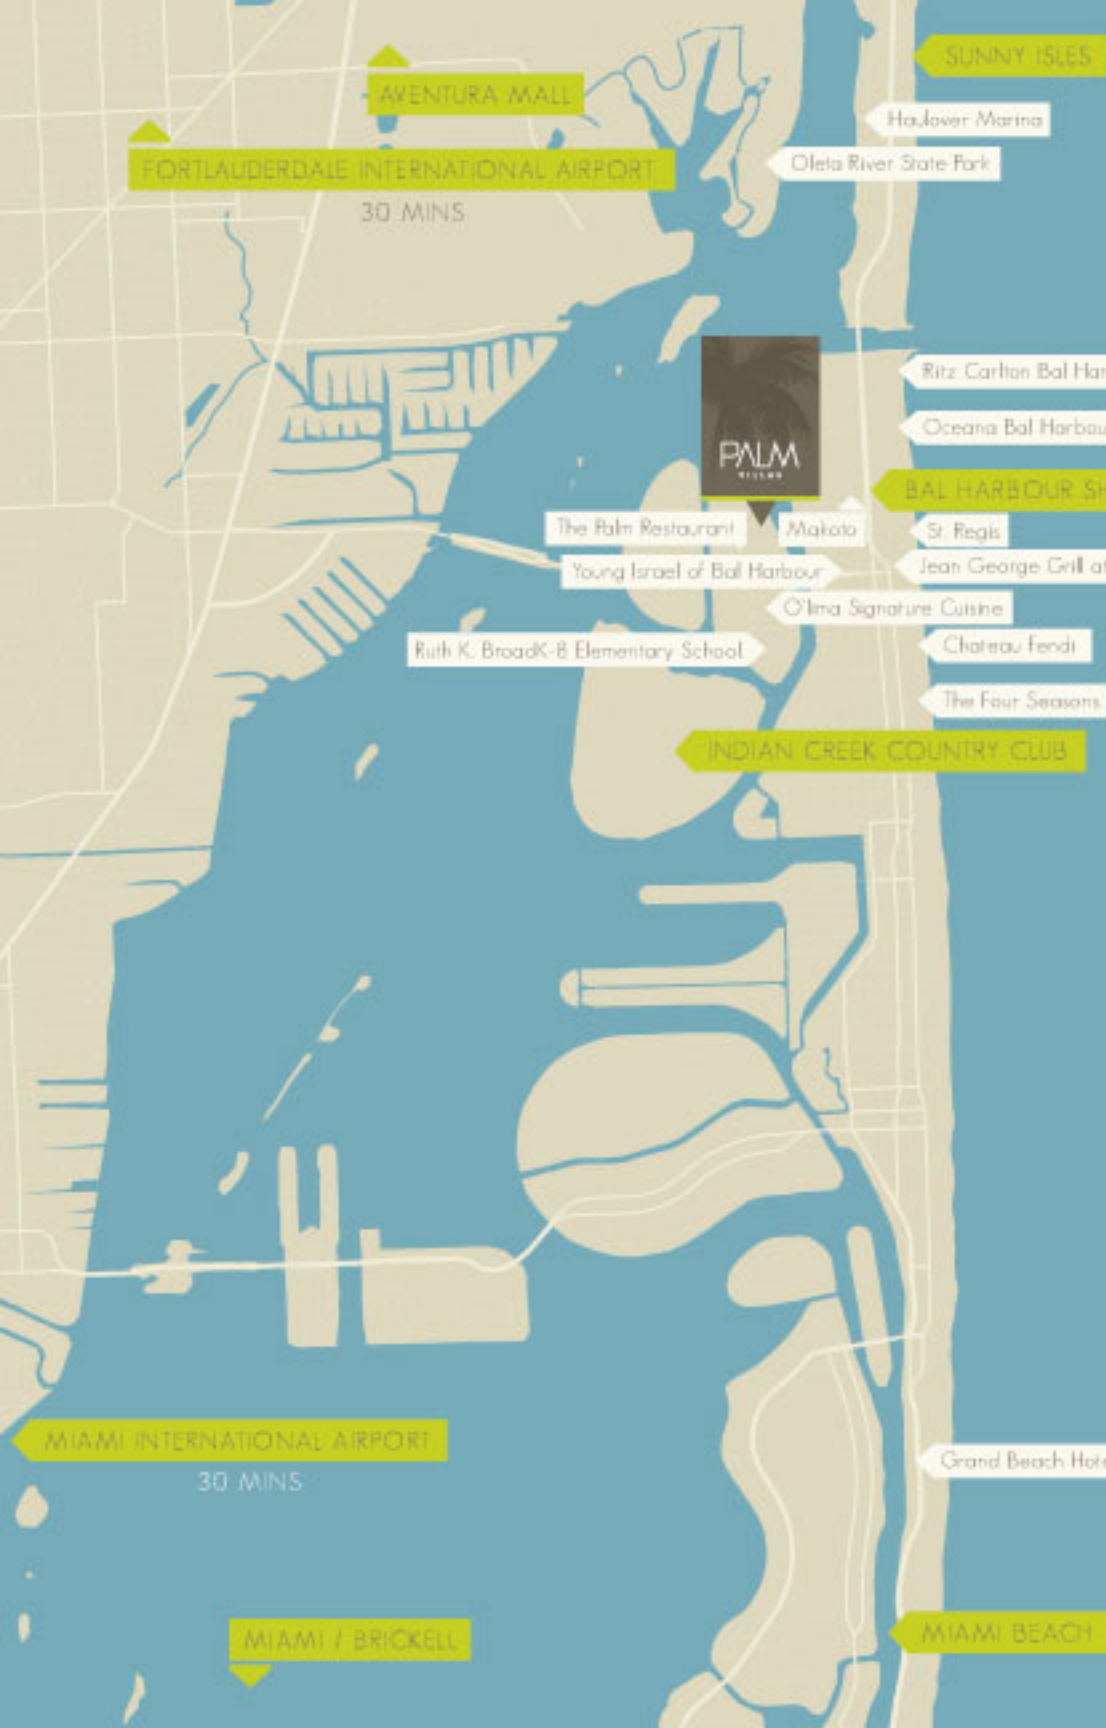 SUNNY ISLES
AVENTURA MALL
Haulover Marina
Oleta River State Park
FORTLAUDERDALE INTERNATIONAL AIRPORT
30 MINS
Ritz Carlton Bal Har
Oceana Bal Harbou
PALM
VILLAS
BAL HARBOUR SH
The Palm Restaurant
Makoto
St. Regis
Jean George Grill at
Young Israel of Bal Harbour
O'lima Signature Cuisine
Ruth K. BroadK-8 Elementary School
Chateau Fendi
The Four Seasons
INDIAN CREEK COUNTRY CLUB
MIAMI INTERNATIONAL AIRPORT
30 MINS
Grand Beach Hote
MIAMI / BRICKELL
MIAMI BEACH